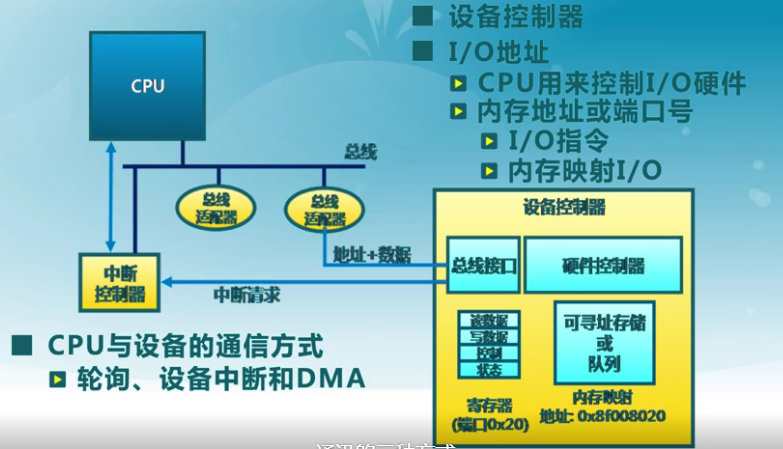 设备控制器
I/O地址
CPU用来控制I/O硬件
内存地址或端口号
I/O指令
内存映射I/O
CPU
总线
总线
适配器
总线
适配器
设备控制器
地址+数据
总线接口
硬件控制器
中断
控制器
中断请求
读数据
写数据
控制
状态
可寻址存储
或
队列
寄存器
(端口0x20)
内存映射
地址: 0x8f008020
CPU与设备的通信方式
轮询、设备中断和DMA